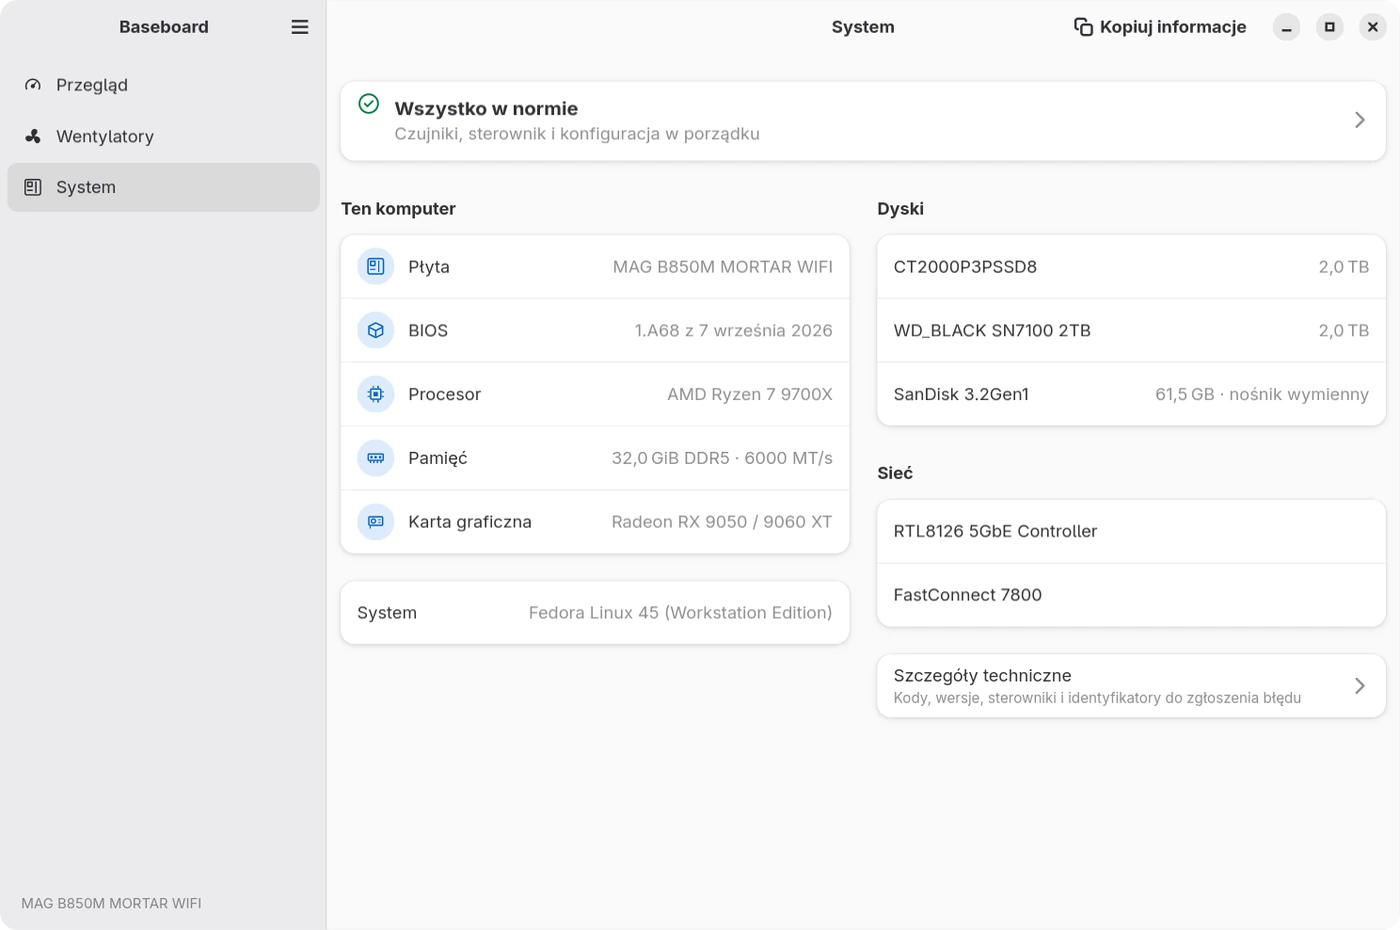 Baseboard
Przegląd
Wentylatory
System
MAG B850M MORTAR WIFI
System
Kopiuj informacje
Wszystko w normie
Czujniki, sterownik i konfiguracja w porządku
Ten komputer
Płyta MAG B850M MORTAR WIFI
BIOS 1.A68 z 7 września 2026
Procesor AMD Ryzen 7 9700X
Pamięć 32,0 GiB DDR5 · 6000 MT/s
Karta graficzna Radeon RX 9050 / 9060 XT
System Fedora Linux 45 (Workstation Edition)
Dyski
CT2000P3PSSD8 2,0 TB
WD_BLACK SN7100 2TB 2,0 TB
SanDisk 3.2Gen1 61,5 GB · nośnik wymienny
Sieć
RTL8126 5GbE Controller
FastConnect 7800
Szczegóły techniczne
Kody, wersje, sterowniki i identyfikatory do zgłoszenia błędu